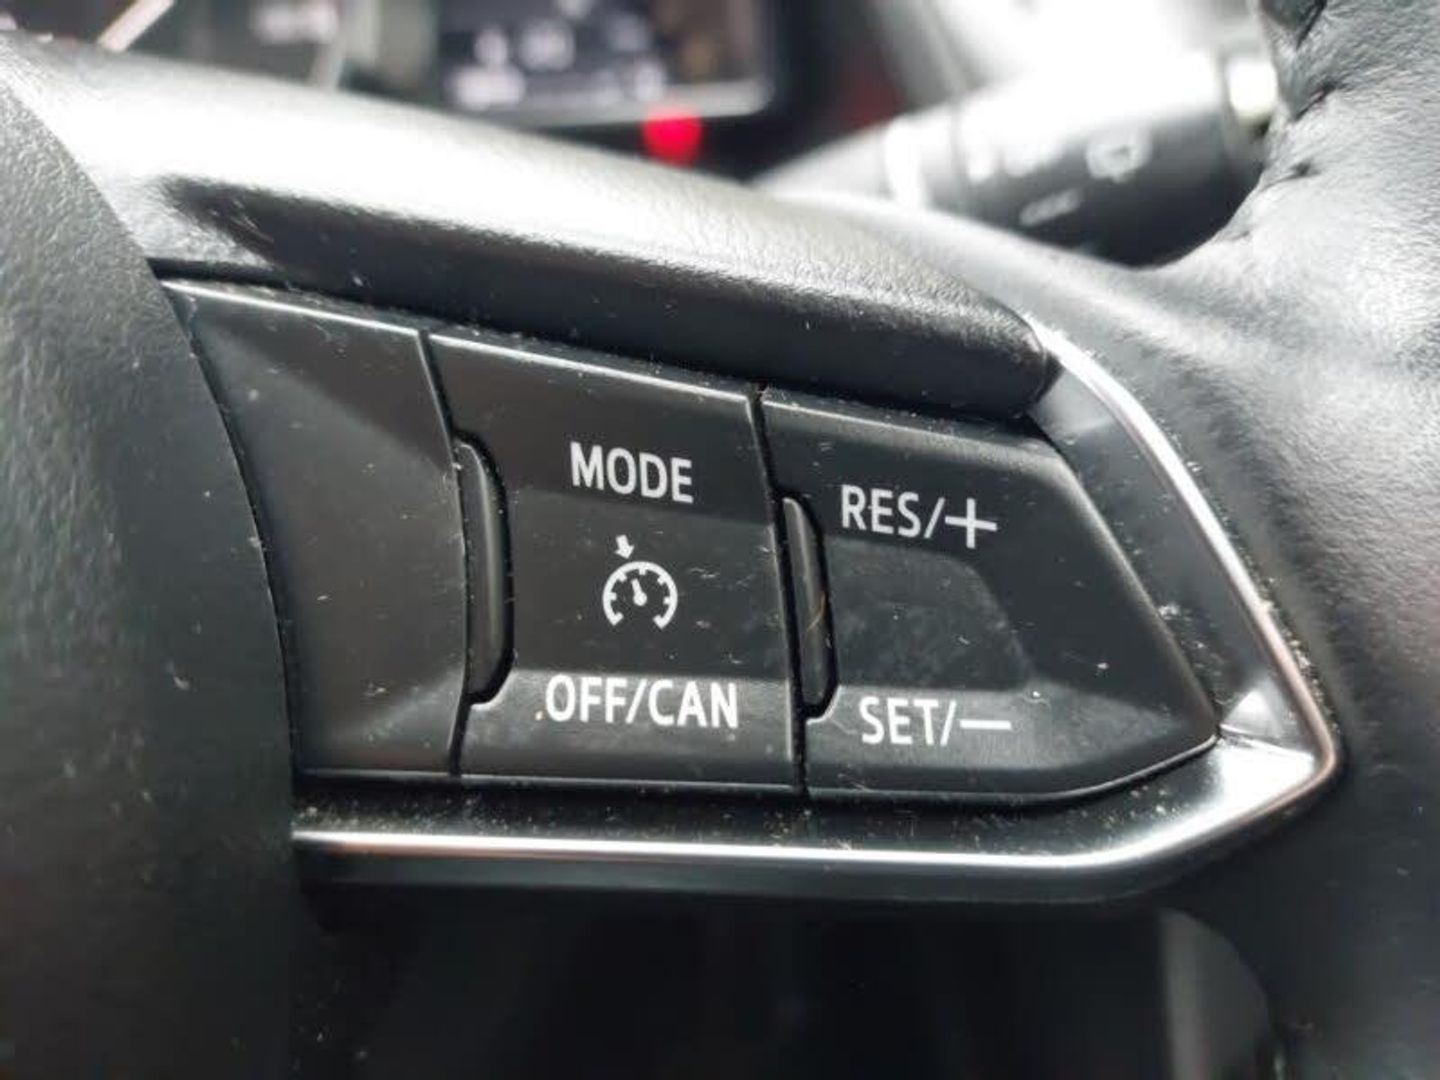 MODE
RES/+
OFF/CAN
SET/−